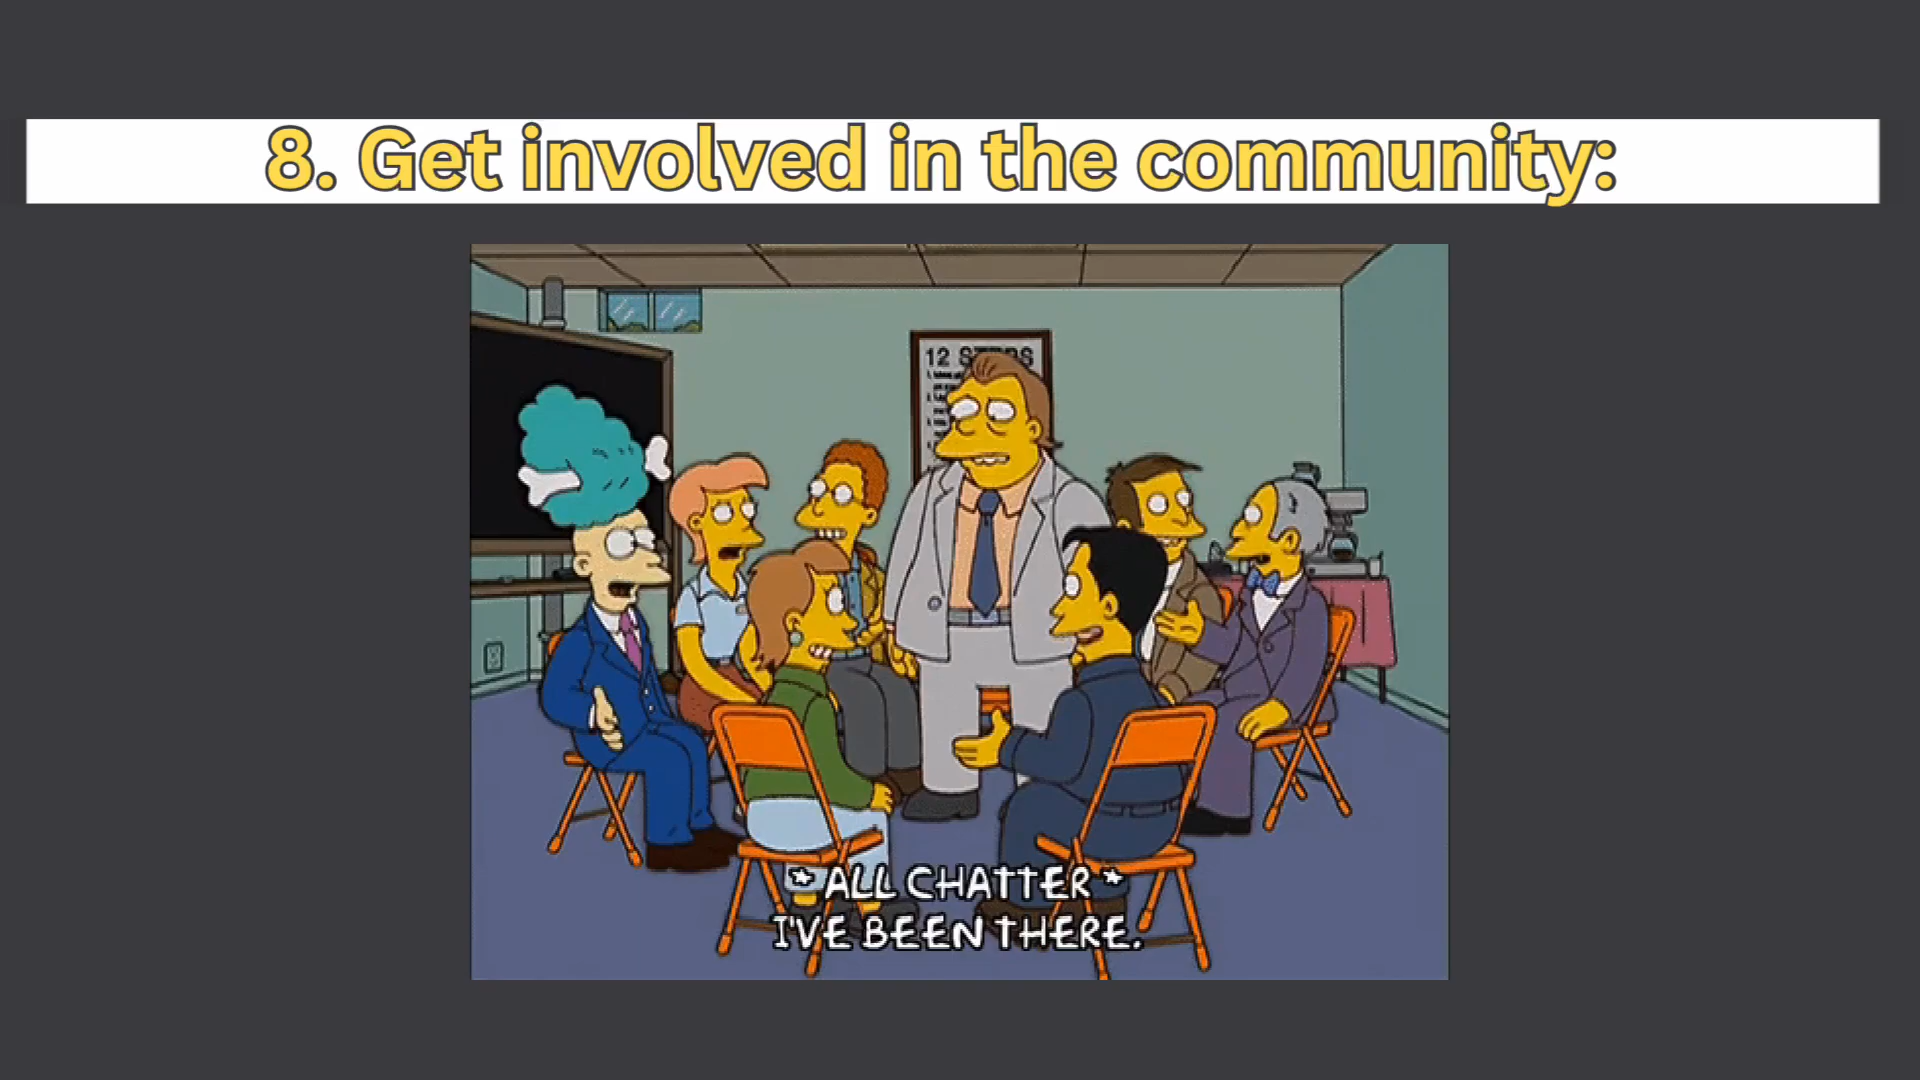 8. Get involved in the community:
12 STEPS
* ALL CHATTER *
I'VE BEEN THERE.